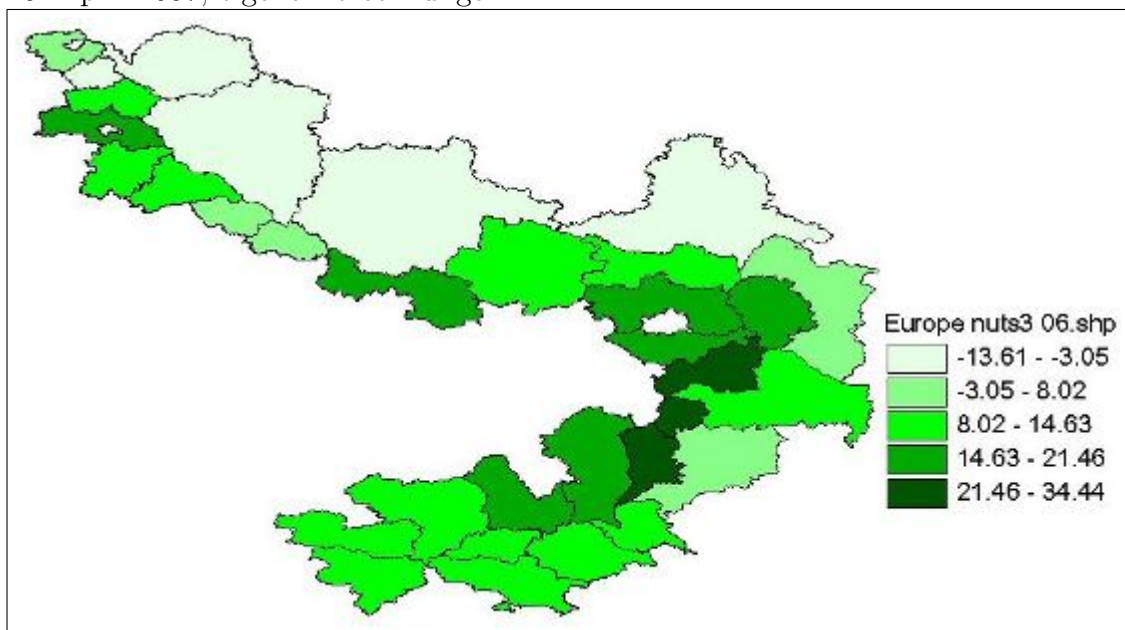 Europe nuts3 06.shp
-13.61 - -3.05
-3.05 - 8.02
8.02 - 14.63
14.63 - 21.46
21.46 - 34.44